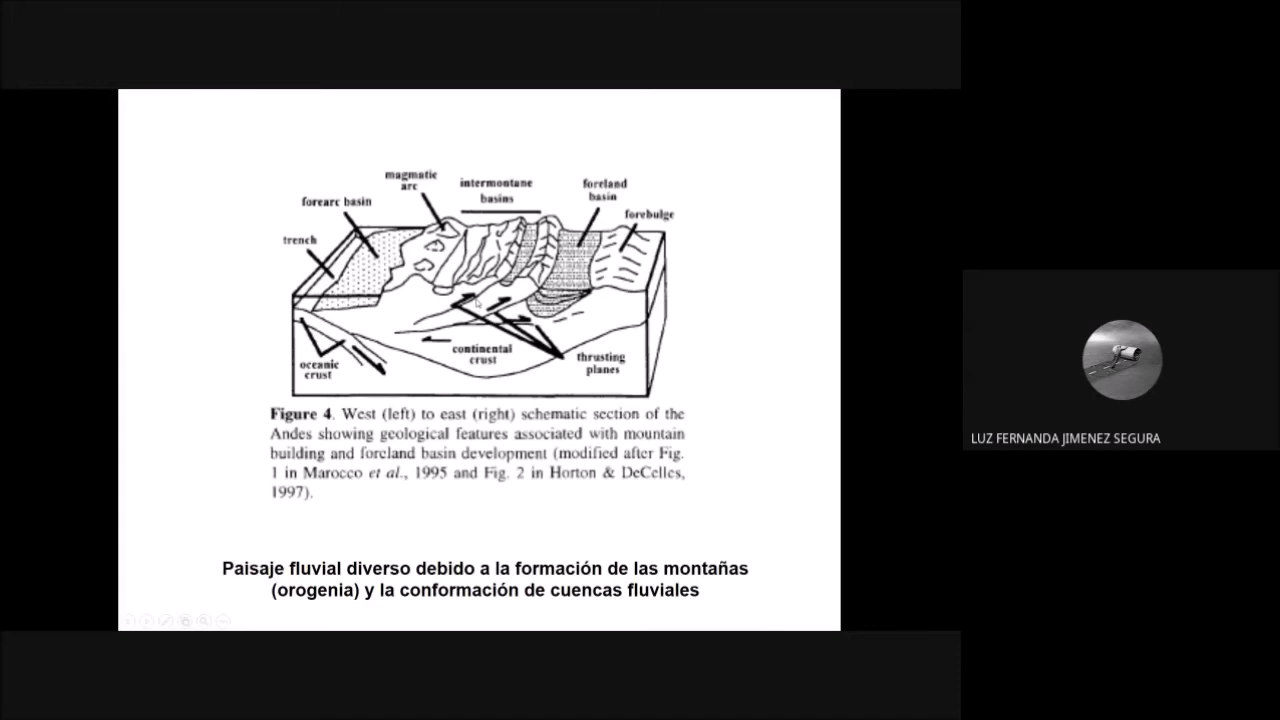 magmatic
arc
intermontane
basins
foreland
basin
forearc basin
forebulge
trench
continental
crust
thrusting
planes
oceanic
crust
Figure 4. West (left) to east (right) schematic section of the
Andes showing geological features associated with mountain
building and foreland basin development (modified after Fig.
1 in Marocco et al., 1995 and Fig. 2 in Horton & DeCelles,
1997).
Paisaje fluvial diverso debido a la formación de las montañas
(orogenia) y la conformación de cuencas fluviales
LUZ FERNANDA JIMENEZ SEGURA